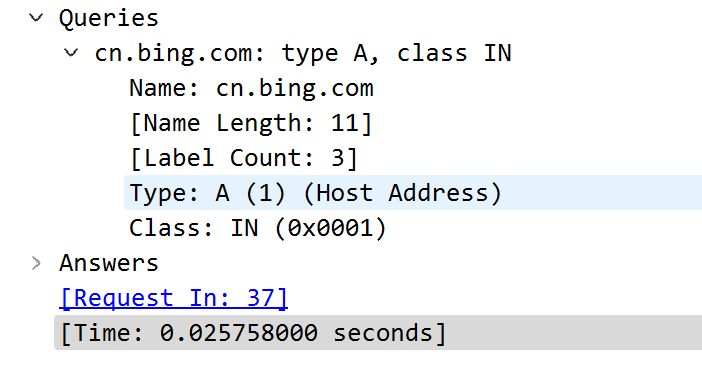 Queries
cn.bing.com: type A, class IN
Name: cn.bing.com
[Name Length: 11]
[Label Count: 3]
Type: A (1) (Host Address)
Class: IN (0x0001)
Answers
[Request In: 37]
[Time: 0.025758000 seconds]